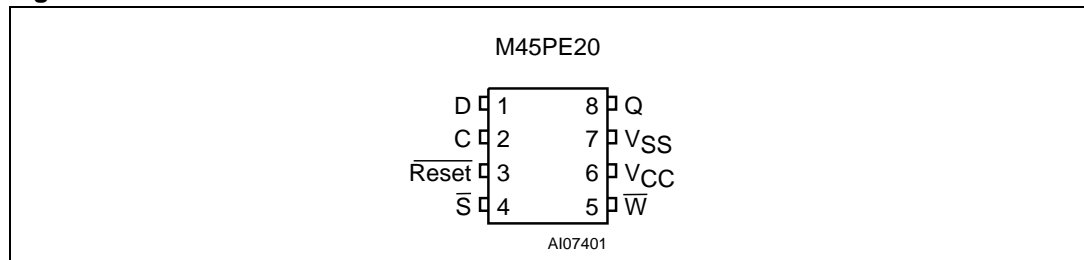 M45PE20
D 1 8 Q
C 2 7 VSS
Reset 3 6 VCC
S 4 5 W
AI07401